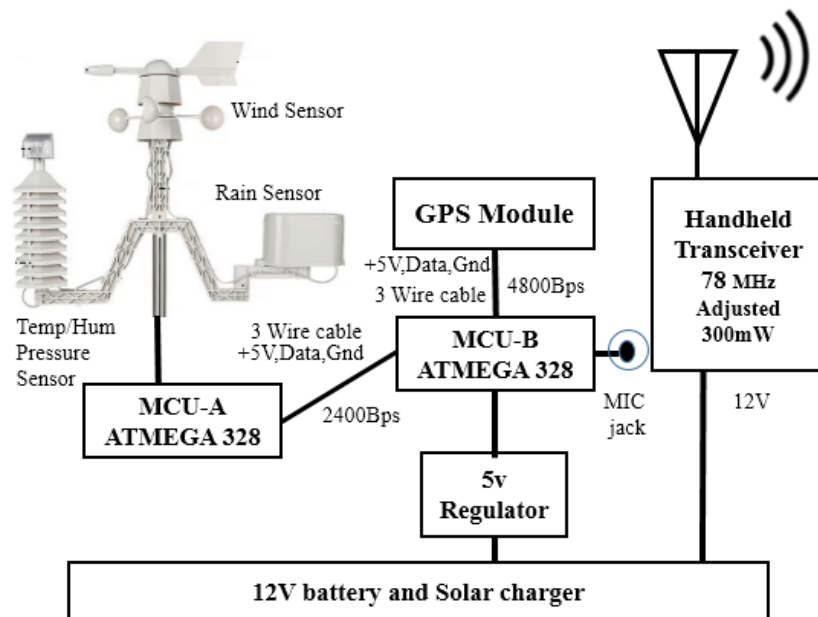 Wind Sensor
Rain Sensor
Temp/Hum
Pressure
Sensor
3 Wire cable
+5V,Data,Gnd
2400Bps
MCU-A
ATMEGA 328
GPS Module
+5V,Data,Gnd
3 Wire cable
4800Bps
MCU-B
ATMEGA 328
MIC
jack
Handheld
Transceiver
78 MHz
Adjusted
300mW
12V
5v
Regulator
12V battery and Solar charger